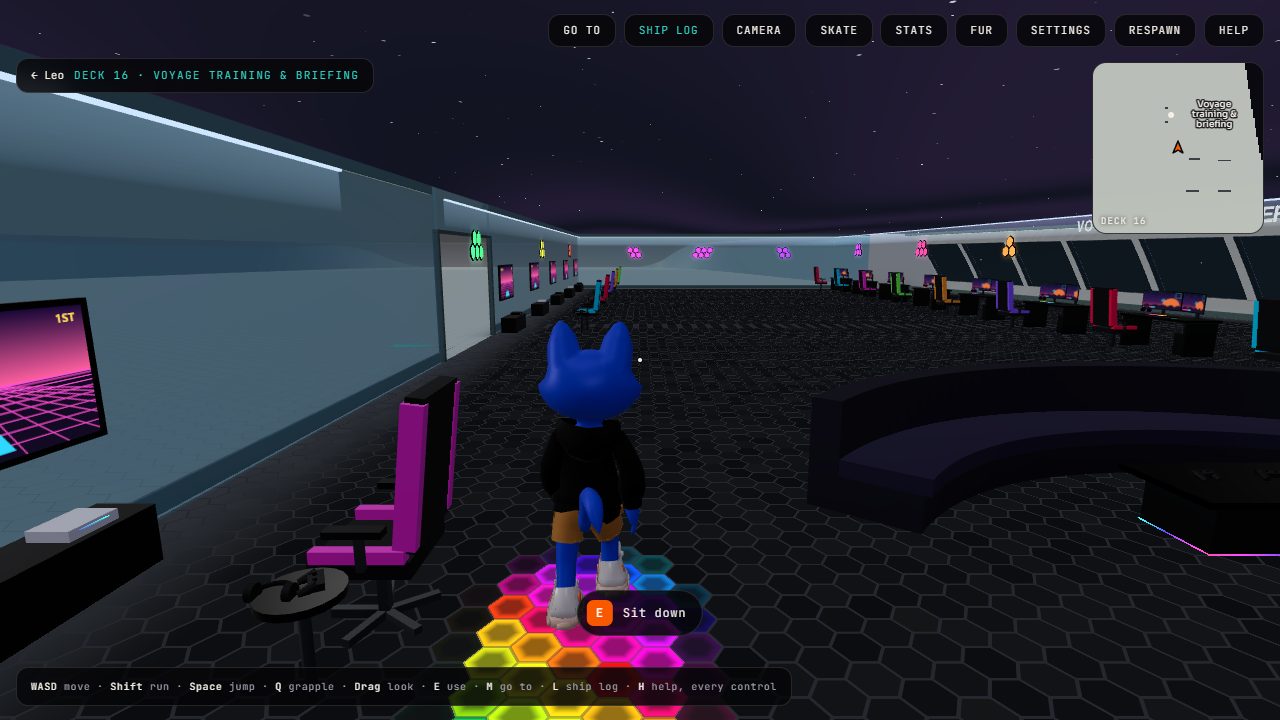 GO TO
SHIP LOG
CAMERA
SKATE
STATS
FUR
SETTINGS
RESPAWN
HELP
← Leo DECK 16 · VOYAGE TRAINING & BRIEFING
Voyage
training &
briefing
DECK 16
VO
1ST
E Sit down
WASD move · Shift run · Space jump · Q grapple · Drag look · E use · M go to · L ship log · H help, every control